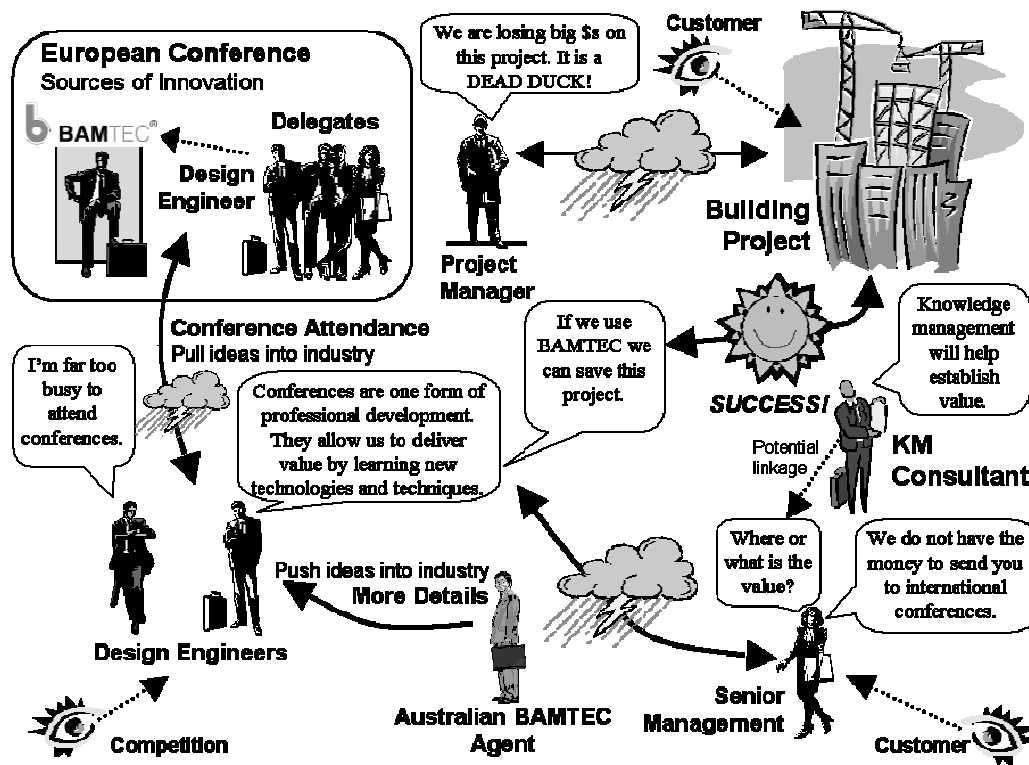 European Conference
Sources of Innovation
b BAMTEC®
Delegates
Design
Engineer
We are losing big $s on
this project. It is a
DEAD DUCK!
Project
Manager
Customer
Building
Project
Conference Attendance
Pull ideas into industry
I'm far too
busy to
attend
conferences.
Conferences are one form of
professional development.
They allow us to deliver
value by learning new
technologies and techniques.
If we use
BAMTEC we
can save this
project.
SUCCESS!
Knowledge
management
will help
establish
value.
KM
Consultant
Potential
linkage
Where or
what is the
value?
We do not have the
money to send you
to international
conferences.
Push ideas into industry
More Details
Design Engineers
Australian BAMTEC
Agent
Senior
Management
Competition
Customer